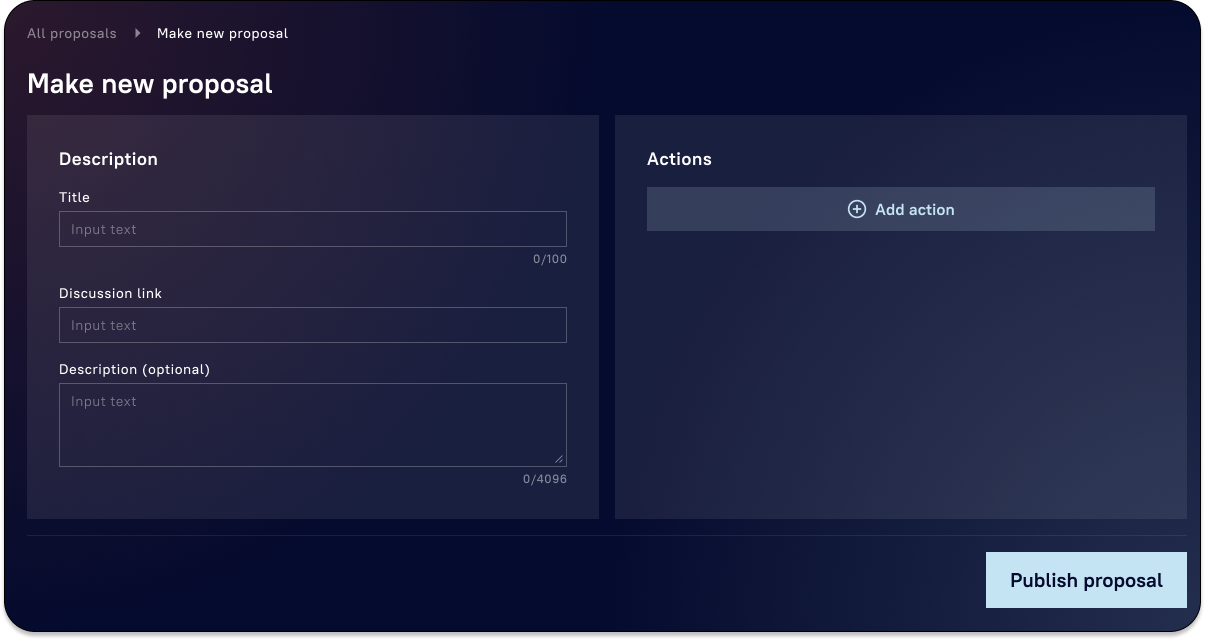 All proposals Make new proposal
Make new proposal
Description
Title
Input text
0/100
Discussion link
Input text
Description (optional)
Input text
0/4096
Actions
Add action
Publish proposal